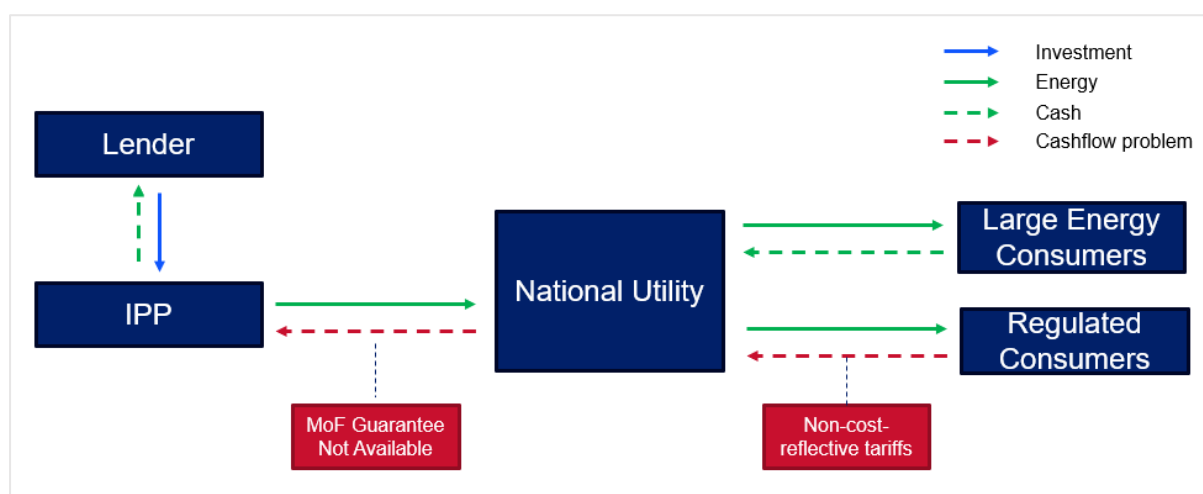 Investment
Energy
Cash
Cashflow problem
Lender
IPP
National Utility
Large Energy
Consumers
Regulated
Consumers
MoF Guarantee
Not Available
Non-cost-
reflective tariffs